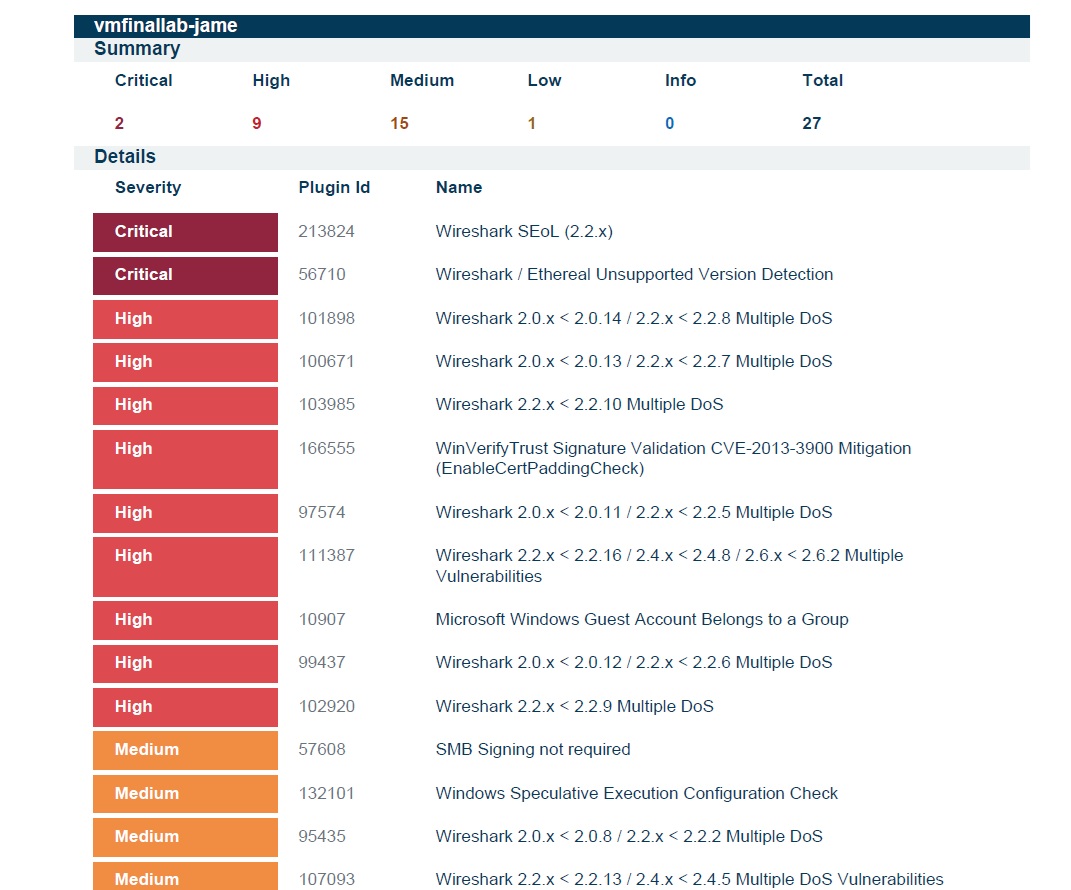 vmfinallab-jame
Summary
Critical High Medium Low Info Total
2 9 15 1 0 27
Details
Severity Plugin Id Name
Critical 213824 Wireshark SEoL (2.2.x)
Critical 56710 Wireshark / Ethereal Unsupported Version Detection
High 101898 Wireshark 2.0.x < 2.0.14 / 2.2.x < 2.2.8 Multiple DoS
High 100671 Wireshark 2.0.x < 2.0.13 / 2.2.x < 2.2.7 Multiple DoS
High 103985 Wireshark 2.2.x < 2.2.10 Multiple DoS
High 166555 WinVerifyTrust Signature Validation CVE-2013-3900 Mitigation
(EnableCertPaddingCheck)
High 97574 Wireshark 2.0.x < 2.0.11 / 2.2.x < 2.2.5 Multiple DoS
High 111387 Wireshark 2.2.x < 2.2.16 / 2.4.x < 2.4.8 / 2.6.x < 2.6.2 Multiple
Vulnerabilities
High 10907 Microsoft Windows Guest Account Belongs to a Group
High 99437 Wireshark 2.0.x < 2.0.12 / 2.2.x < 2.2.6 Multiple DoS
High 102920 Wireshark 2.2.x < 2.2.9 Multiple DoS
Medium 57608 SMB Signing not required
Medium 132101 Windows Speculative Execution Configuration Check
Medium 95435 Wireshark 2.0.x < 2.0.8 / 2.2.x < 2.2.2 Multiple DoS
Medium 107093 Wireshark 2.2.x < 2.2.13 / 2.4.x < 2.4.5 Multiple DoS Vulnerabilities